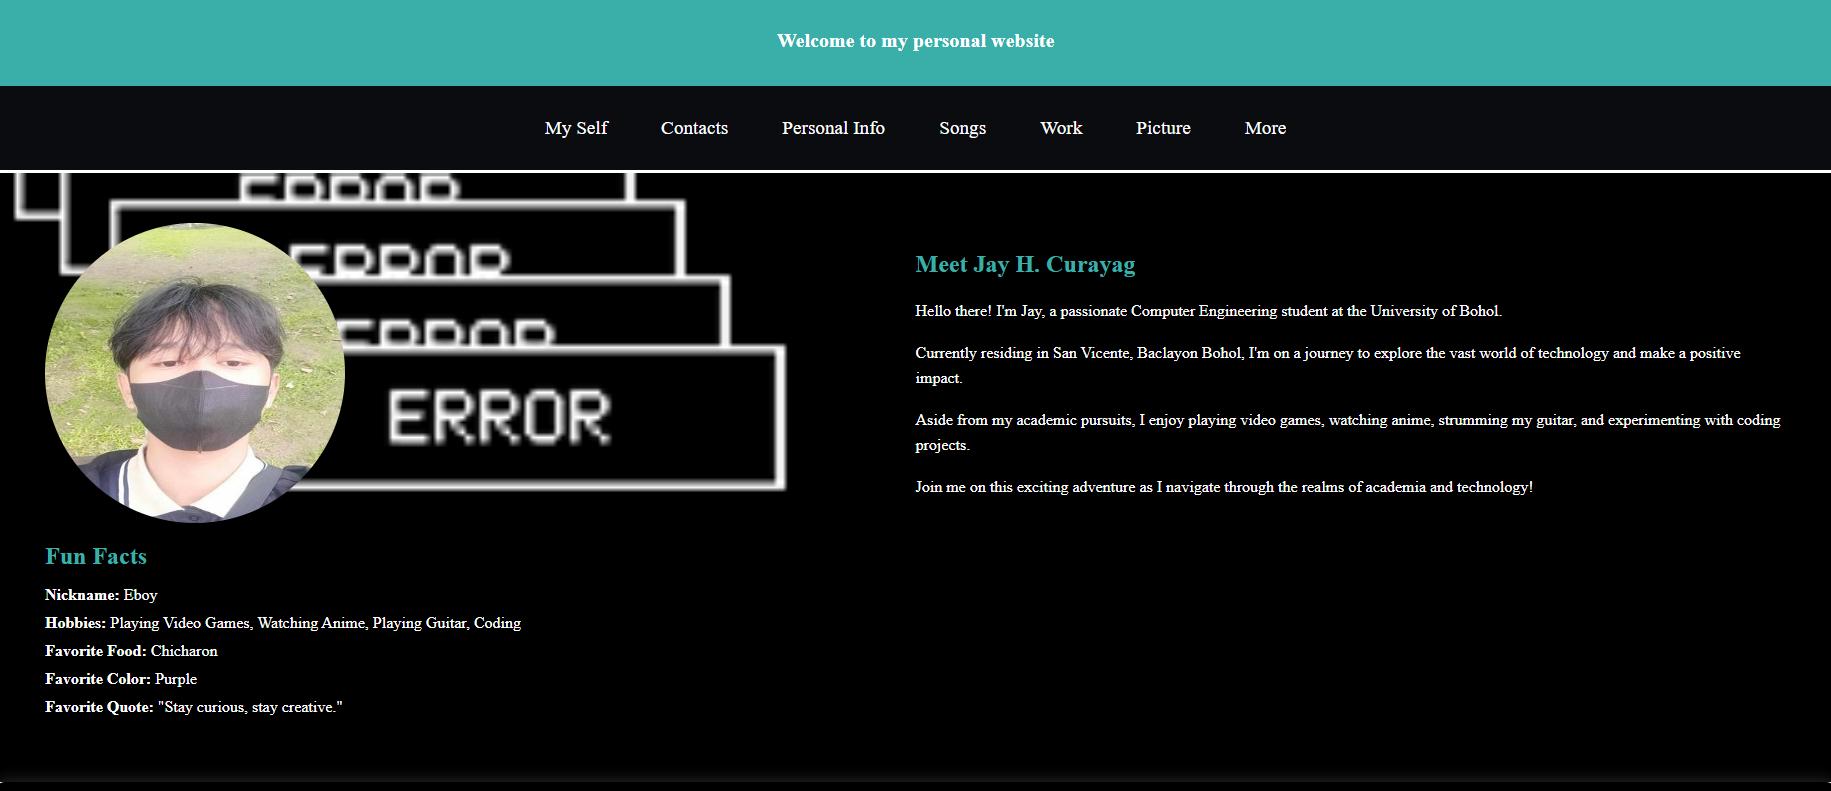 Welcome to my personal website
My Self Contacts Personal Info Songs Work Picture More
ERROR
ERROR
ERROR
ERROR
Meet Jay H. Curayag
Hello there! I'm Jay, a passionate Computer Engineering student at the University of Bohol.
Currently residing in San Vicente, Baclayon Bohol, I'm on a journey to explore the vast world of technology and make a positive
impact.
Aside from my academic pursuits, I enjoy playing video games, watching anime, strumming my guitar, and experimenting with coding
projects.
Join me on this exciting adventure as I navigate through the realms of academia and technology!
Fun Facts
Nickname: Eboy
Hobbies: Playing Video Games, Watching Anime, Playing Guitar, Coding
Favorite Food: Chicharon
Favorite Color: Purple
Favorite Quote: "Stay curious, stay creative."